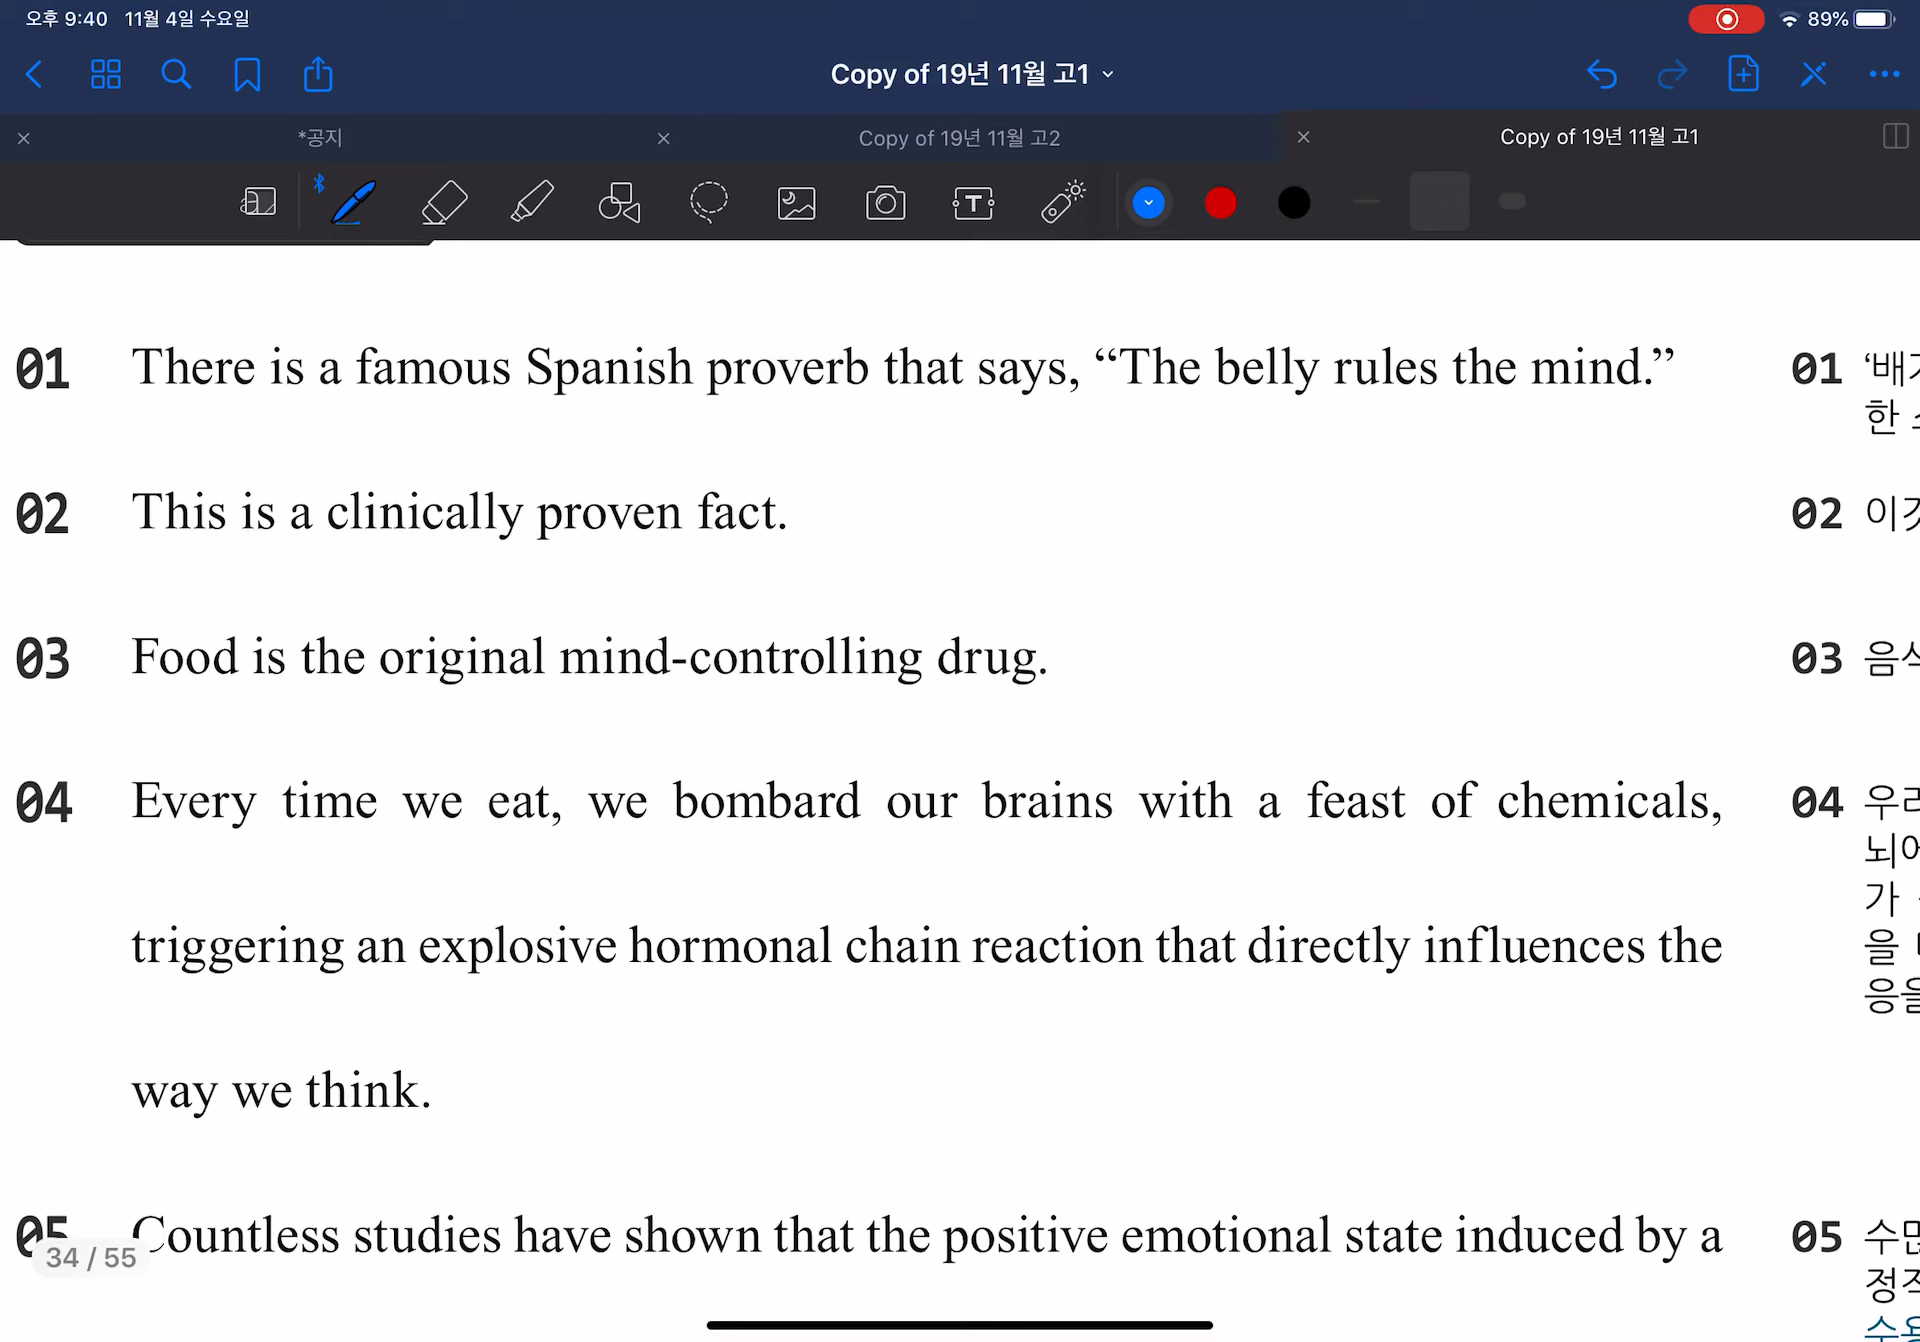 오후 9:40 11월 4일 수요일
89%
Copy of 19년 11월 고1
*공지
Copy of 19년 11월 고2
Copy of 19년 11월 고1
T
01 There is a famous Spanish proverb that says, “The belly rules the mind.”
02 This is a clinically proven fact.
03 Food is the original mind-controlling drug.
04 Every time we eat, we bombard our brains with a feast of chemicals,
triggering an explosive hormonal chain reaction that directly influences the
way we think.
05 Countless studies have shown that the positive emotional state induced by a
34 / 55
01
한
02
03
04
가
을
05